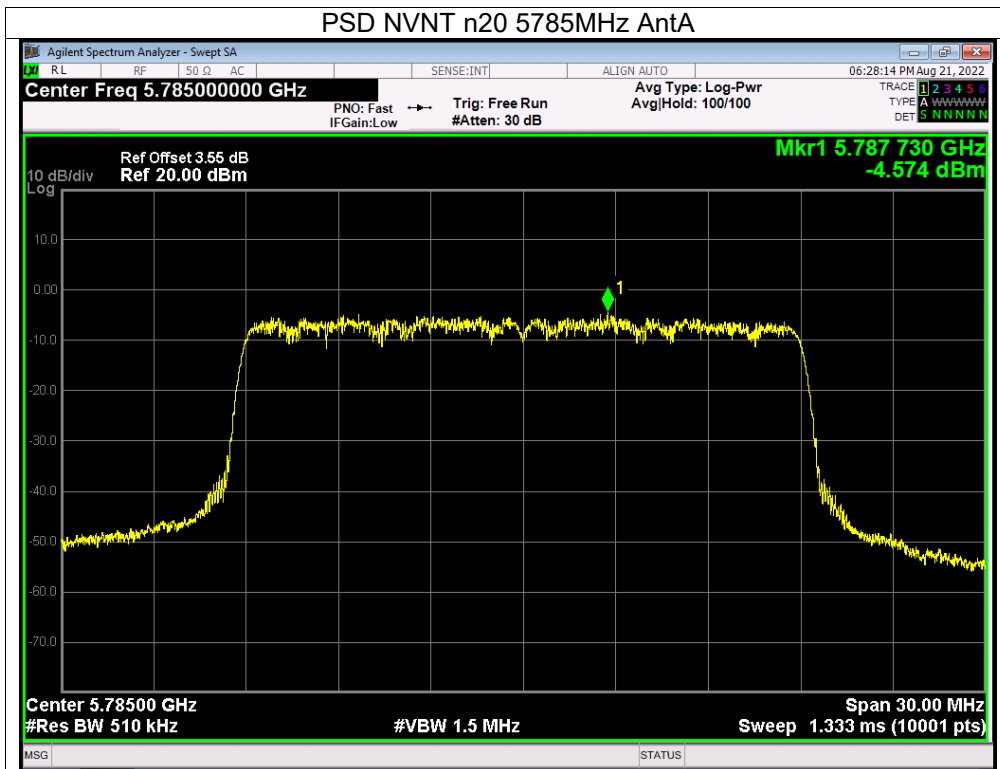 PSD NVNT n20 5785MHz AntA
Agilent Spectrum Analyzer - Swept SA
LXI RL RF 50 Ω AC SENSE:INT ALIGN AUTO 06:28:14 PM Aug 21, 2022
Center Freq 5.785000000 GHz Avg Type: Log-Pwr TRACE 1 2 3 4 5 6
PNO: Fast Trig: Free Run Avg|Hold: 100/100 TYPE A WWWWW
IFGain:Low #Atten: 30 dB DET S N N N N N
Mkr1 5.787 730 GHz
Ref Offset 3.55 dB -4.574 dBm
10 dB/div Ref 20.00 dBm
Log
10.0
1
0.00
-10.0
-20.0
-30.0
-40.0
-50.0
-60.0
-70.0
Center 5.78500 GHz Span 30.00 MHz
#Res BW 510 kHz #VBW 1.5 MHz Sweep 1.333 ms (10001 pts)
MSG STATUS